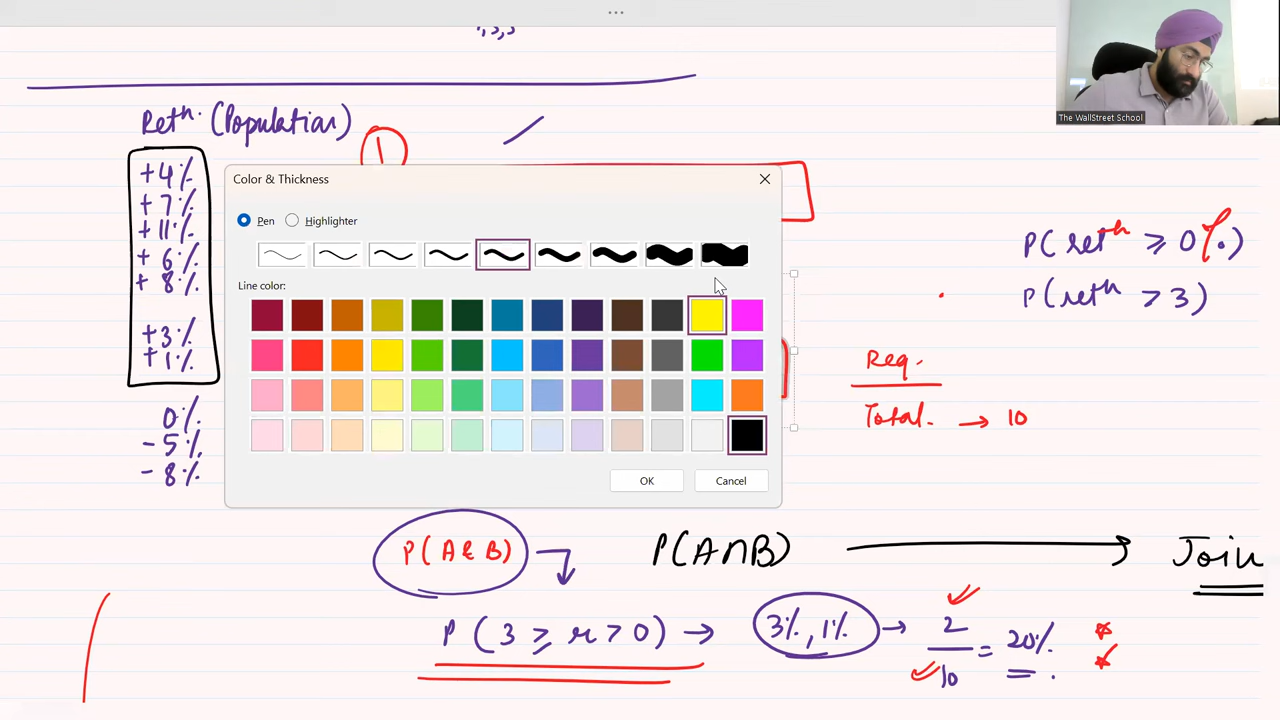 The WallStreet School
Retn. (Population)
1
+4%
+7%
+11%
+6%
+8%
+3%
+1%
0%
-5%
-8%
Color & Thickness
Pen
Highlighter
Line color:
OK
Cancel
P(retn ≥ 0%)
P(retn > 3)
Req.
Total. → 10
P(A & B)
P(A∩B)
Join
P (3 ≥ r > 0) → 3%, 1% → 2/10 = 20%.